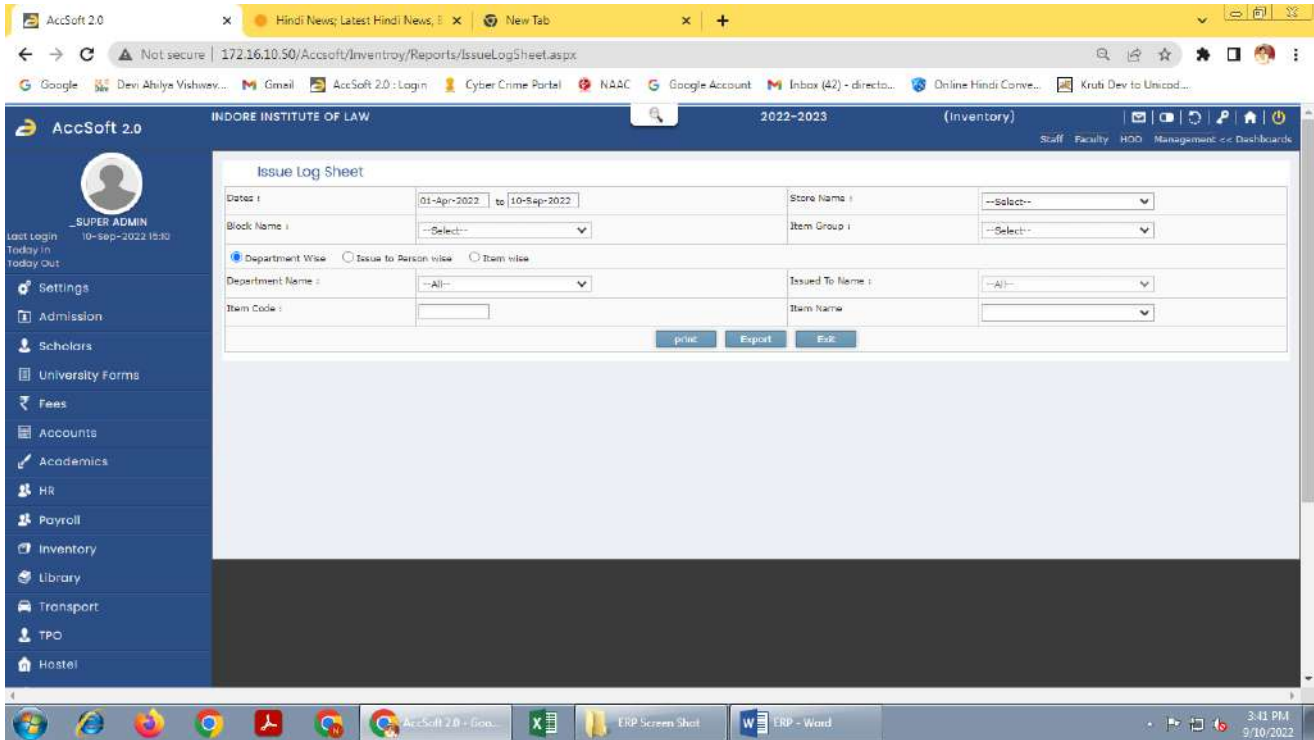 AccSoft 2.0
Hindi News; Latest Hindi News,
New Tab
Not secure | 172.16.10.50/Accsoft/Inventroy/Reports/IssueLogSheet.aspx
Google
Devi Ahilya Vishwav...
Gmail
AccSoft 2.0 : Login
Cyber Crime Portal
NAAC
Google Account
Inbox (42) - directo...
Online Hindi Conve...
Kruti Dev to Unicod...
AccSoft 2.0
INDORE INSTITUTE OF LAW
2022-2023
(Inventory)
Staff Faculty HOD Management << Dashboards
_SUPER ADMIN
Last Login 10-Sep-2022 15:10
Today In
Today Out
Settings
Admission
Scholars
University Forms
Fees
Accounts
Academics
HR
Payroll
Inventory
Library
Transport
TPO
Hostel
Issue Log Sheet
Dates : 01-Apr-2022 to 10-Sep-2022 Store Name : --Select--
Block Name : --Select-- Item Group : --Select--
Department Wise Issue to Person wise Item wise
Department Name : --All-- Issued To Name : --All--
Item Code : Item Name
print Export Exit
AccSoft 2.0 - Goo...
ERP Screen Shot
ERP - Word
3:41 PM
9/10/2022